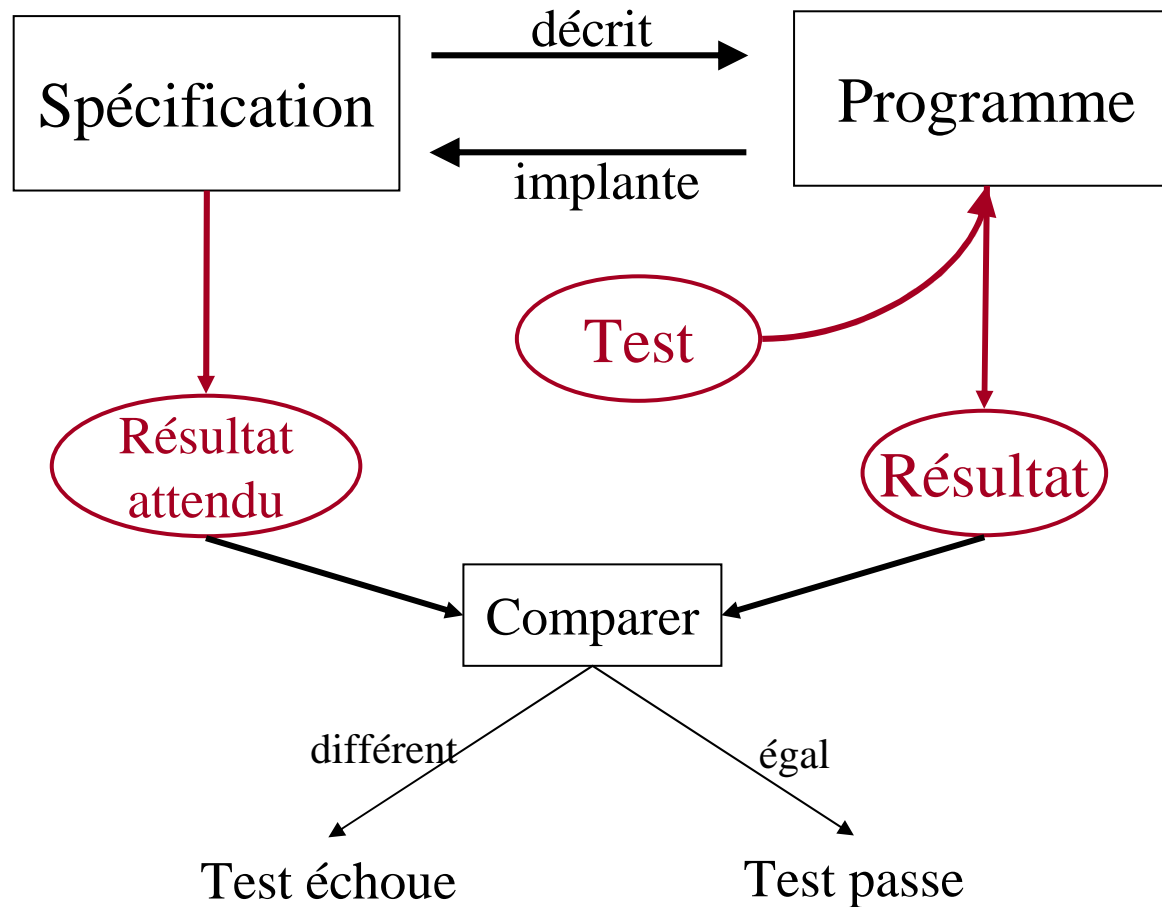 décrit
Spécification
Programme
implante
Test
Résultat
attendu
Résultat
Comparer
différent
égal
Test échoue
Test passe